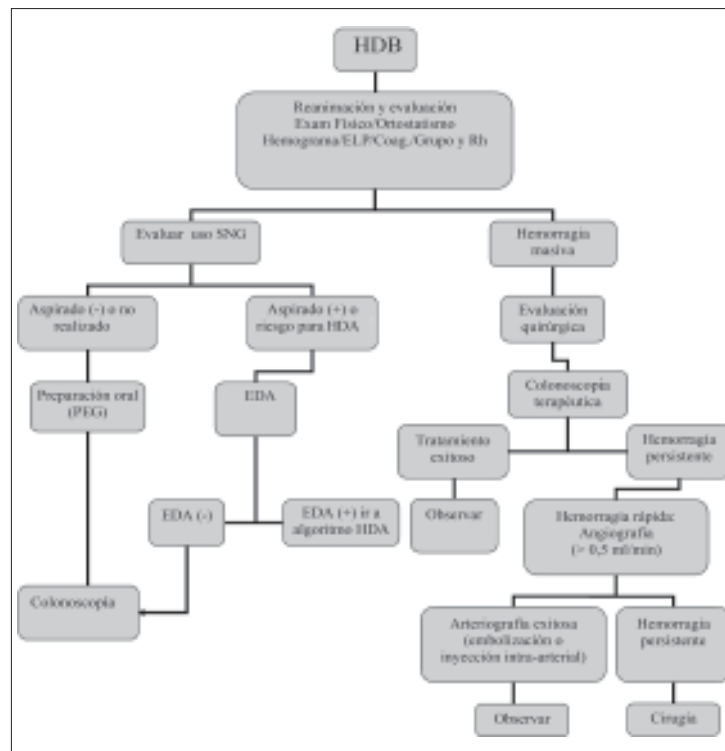 HDB
Reanimación y evaluación
Exam Físico/Ortostatismo
Hemograma/ELP/Coag./Grupo y Rh
Evaluar uso SNG
Hemorragia
masiva
Aspirado (-) o no
realizado
Aspirado (+) o
riesgo para HDA
Evaluación
quirúrgica
Preparación oral
(PEG)
EDA
Colonoscopia
terapéutica
Tratamiento
exitoso
Hemorragia
persistente
EDA (-)
EDA (+) ir a
algoritmo HDA
Observar
Hemorragia rápida:
Angiografía
(> 0,5 ml/min)
Colonoscopía
Arteriografía exitosa
(embolización o
inyección intra-arterial)
Hemorragia
persistente
Observar
Cirugía